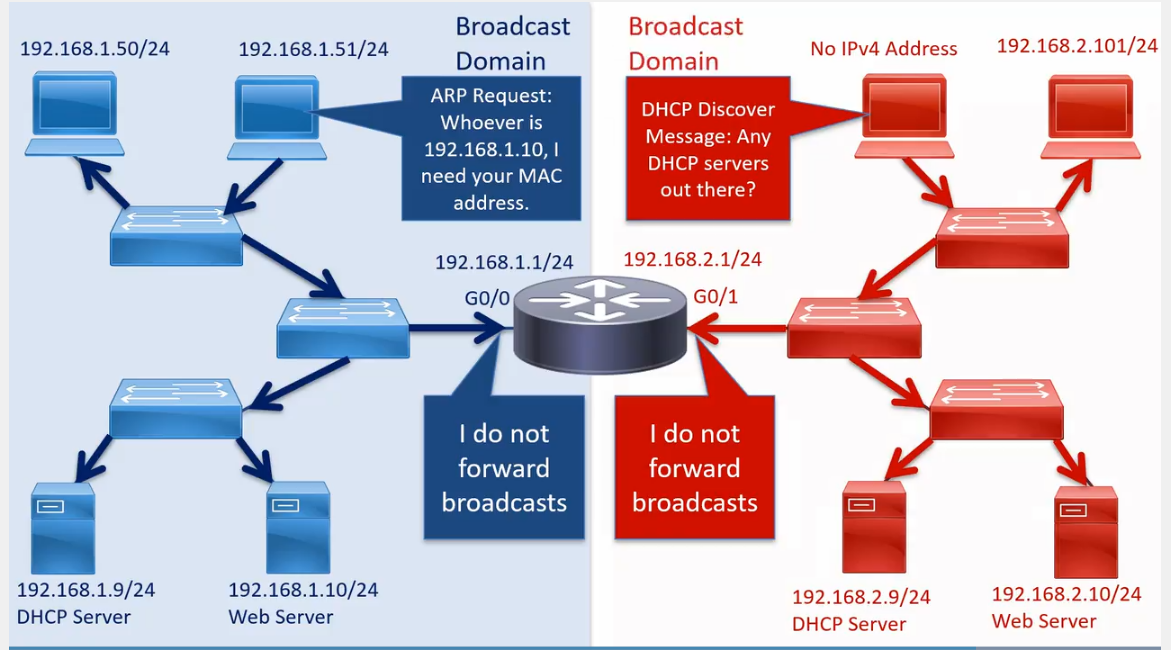 Broadcast
Domain
192.168.1.50/24
192.168.1.51/24
ARP Request:
Whoever is
192.168.1.10, I
need your MAC
address.
192.168.1.1/24
G0/0
I do not
forward
broadcasts
192.168.1.9/24
DHCP Server
192.168.1.10/24
Web Server
Broadcast
Domain
No IPv4 Address
192.168.2.101/24
DHCP Discover
Message: Any
DHCP servers
out there?
192.168.2.1/24
G0/1
I do not
forward
broadcasts
192.168.2.9/24
DHCP Server
192.168.2.10/24
Web Server